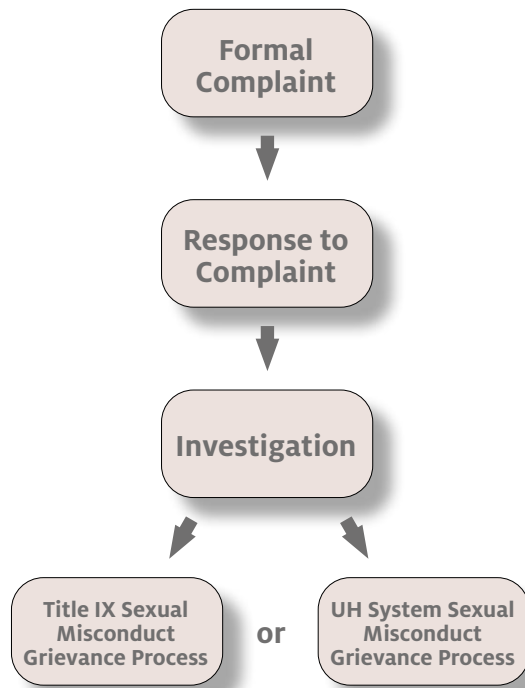 Formal
Complaint
Response to
Complaint
Investigation
Title IX Sexual
Misconduct
Grievance Process
or
UH System Sexual
Misconduct
Grievance Process